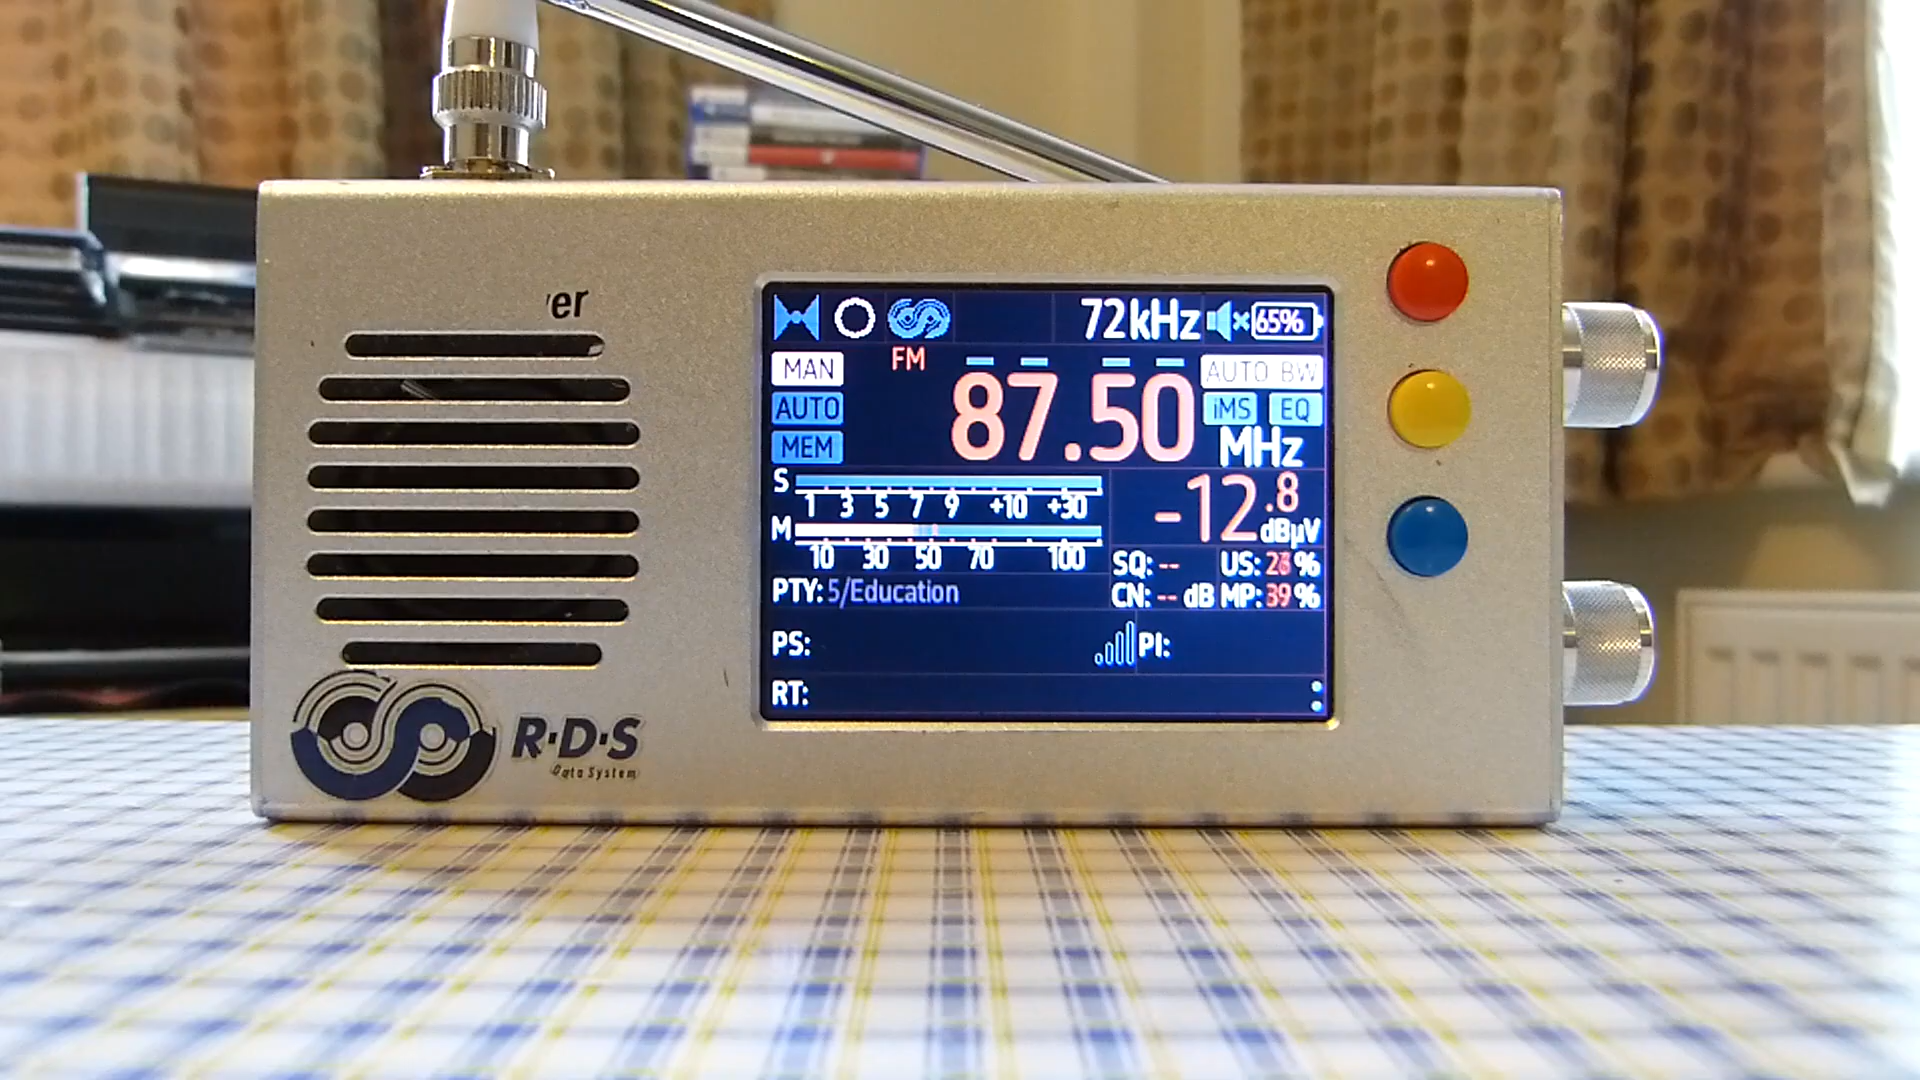 er
72kHz 65%
MAN FM AUTO BW
AUTO 87.50 iMS EQ
MEM MHz
S
1 3 5 7 9 +10 +30
-12.8 dBµV
M
10 30 50 70 100
SQ: -- US: 28%
CN: -- dB MP: 39%
PTY: 5/Education
PS: PI:
RT:
R·D·S
Data System